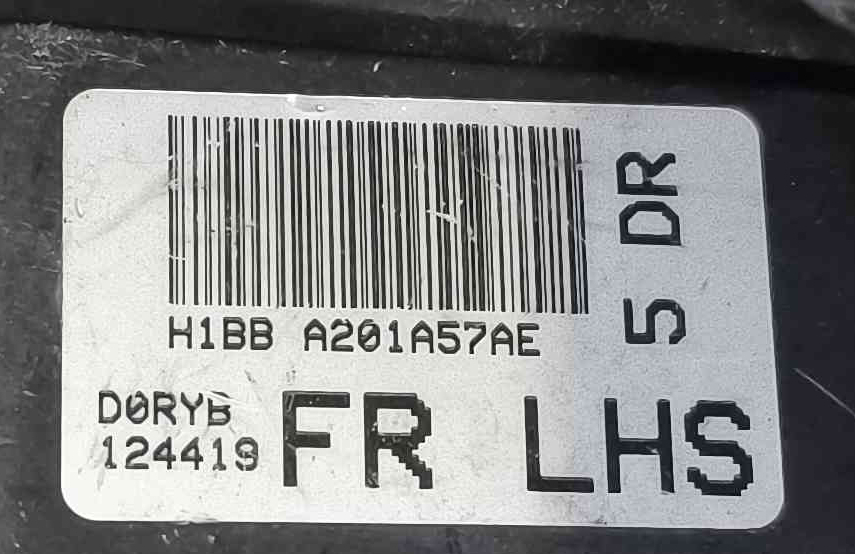 H1BB A201A57AE
5 DR
D0RYB
124419
FR LHS